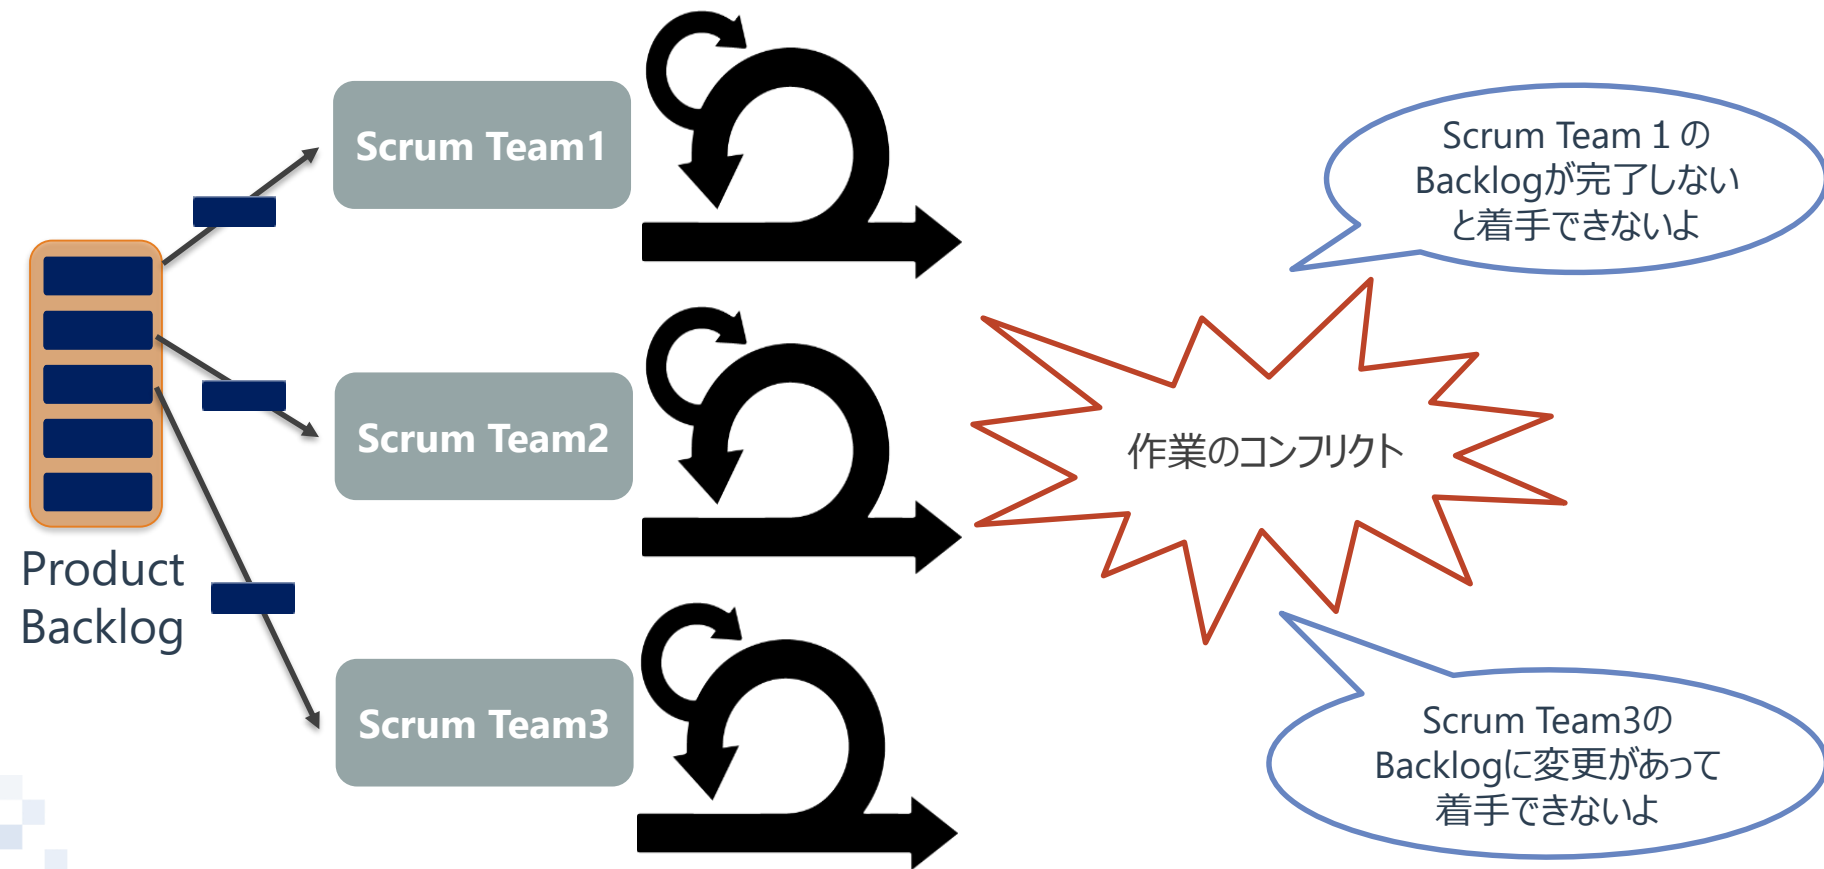 Scrum Team1
Scrum Team 1 の
Backlogが完了しない
と着手できないよ
Scrum Team2
作業のコンフリクト
Product
Backlog
Scrum Team3
Scrum Team3の
Backlogに変更があって
着手できないよ